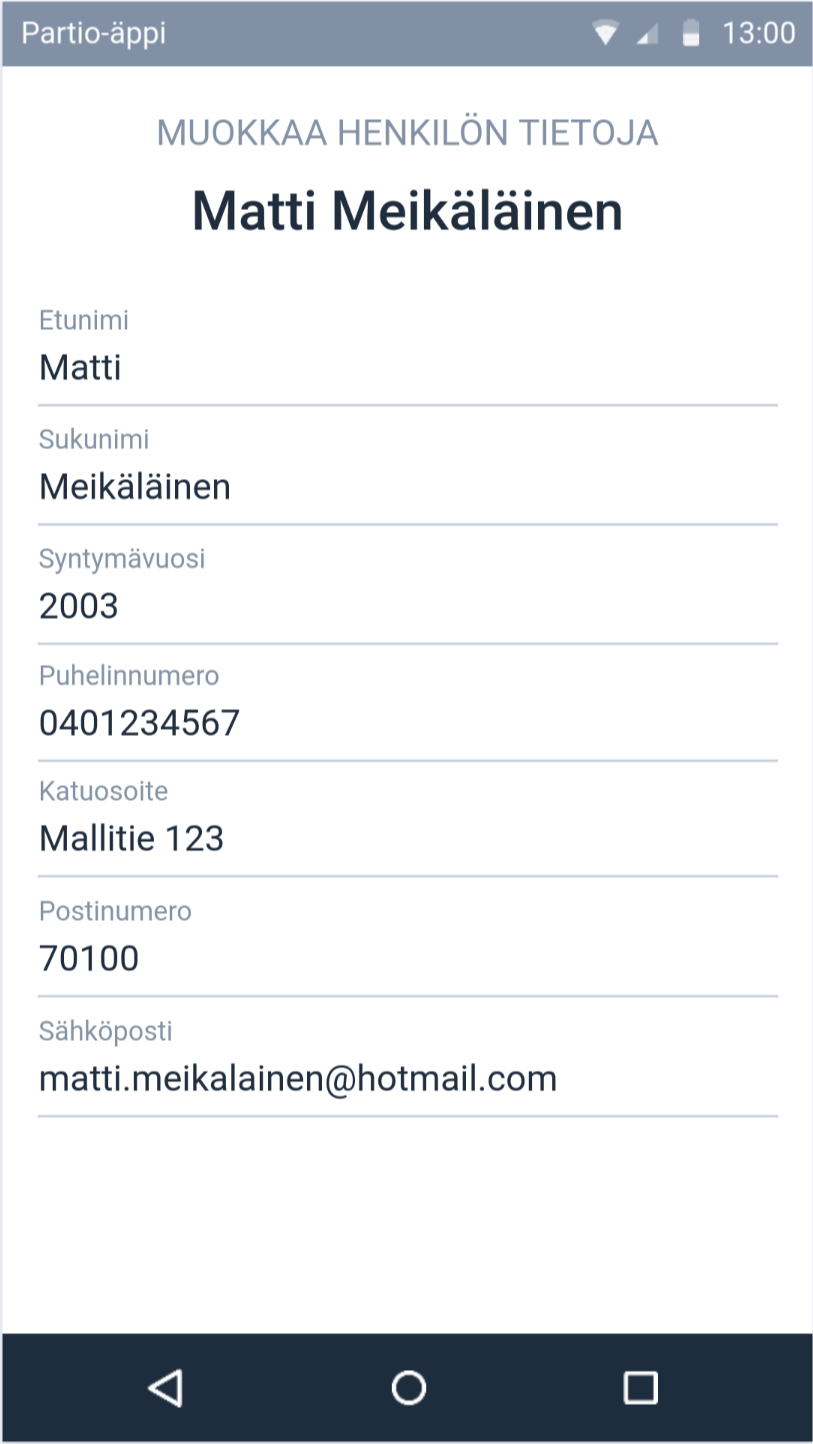 Partio-äppi 13:00
MUOKKAA HENKILÖN TIETOJA
Matti Meikäläinen
Etunimi
Matti
Sukunimi
Meikäläinen
Syntymävuosi
2003
Puhelinnumero
0401234567
Katuosoite
Mallitie 123
Postinumero
70100
Sähköposti
matti.meikalainen@hotmail.com